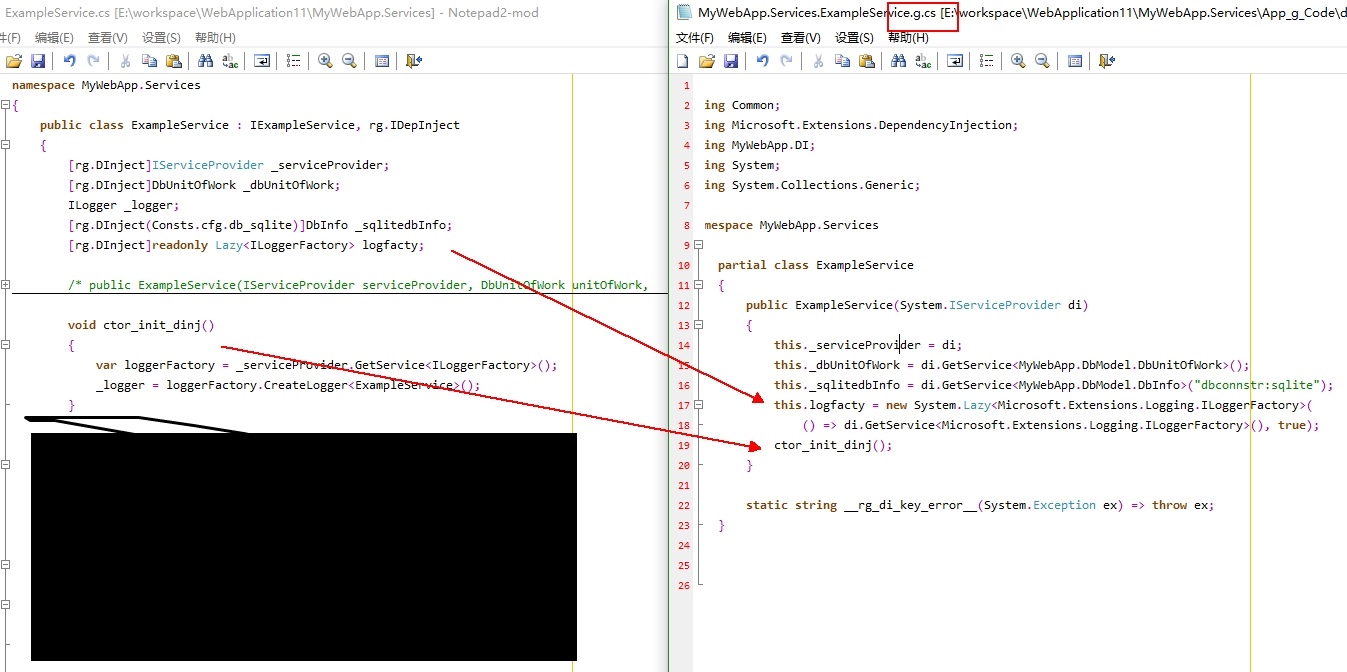 ExampleService.cs [E:\workspace\WebApplication11\MyWebApp.Services] - Notepad2-mod
件(F) 编辑(E) 查看(V) 设置(S) 帮助(H)
namespace MyWebApp.Services
{
public class ExampleService : IExampleService, rg.IDepInject
{
[rg.DInject]IServiceProvider _serviceProvider;
[rg.DInject]DbUnitOfWork _dbUnitOfWork;
ILogger _logger;
[rg.DInject(Consts.cfg.db_sqlite)]DbInfo _sqlitedbInfo;
[rg.DInject]readonly Lazy<ILoggerFactory> logfacty;
/* public ExampleService(IServiceProvider serviceProvider, DbUnitOfWork unitOfWork,
void ctor_init_dinj()
{
var loggerFactory = _serviceProvider.GetService<ILoggerFactory>();
_logger = loggerFactory.CreateLogger<ExampleService>();
}
MyWebApp.Services.ExampleService.g.cs [E:\workspace\WebApplication11\MyWebApp.Services\App_g_Code\d
文件(F) 编辑(E) 查看(V) 设置(S) 帮助(H)
1
2 ing Common;
3 ing Microsoft.Extensions.DependencyInjection;
4 ing MyWebApp.DI;
5 ing System;
6 ing System.Collections.Generic;
7
8 mespace MyWebApp.Services
9
10 partial class ExampleService
11 {
12 public ExampleService(System.IServiceProvider di)
13 {
14 this._serviceProvider = di;
15 this._dbUnitOfWork = di.GetService<MyWebApp.DbModel.DbUnitOfWork>();
16 this._sqlitedbInfo = di.GetService<MyWebApp.DbModel.DbInfo>("dbconnstr:sqlite");
17 this.logfacty = new System.Lazy<Microsoft.Extensions.Logging.ILoggerFactory>(
18 () => di.GetService<Microsoft.Extensions.Logging.ILoggerFactory>(), true);
19 ctor_init_dinj();
20 }
21
22 static string __rg_di_key_error__(System.Exception ex) => throw ex;
23 }
24
25
26